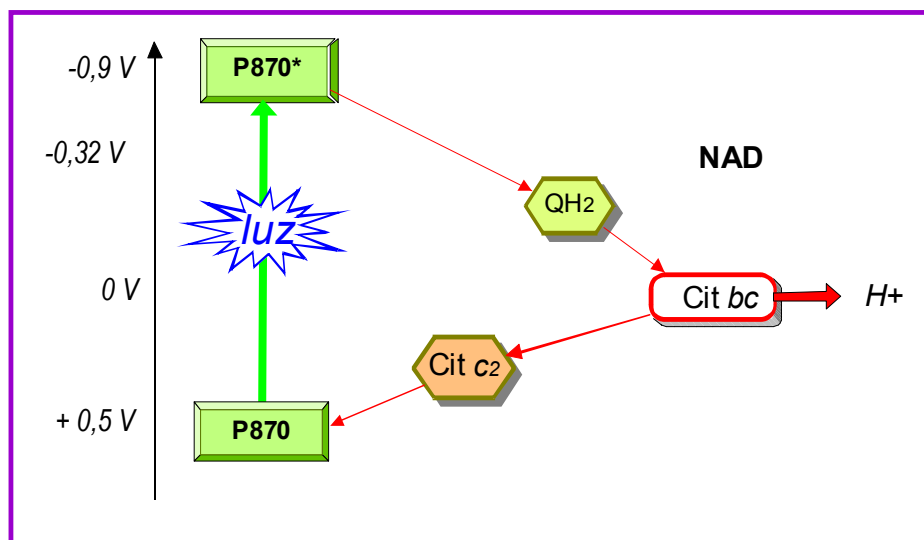 -0,9 V
P870*
-0,32 V
NAD
QH2
luz
0 V
Cit bc
H+
Cit c2
+ 0,5 V
P870